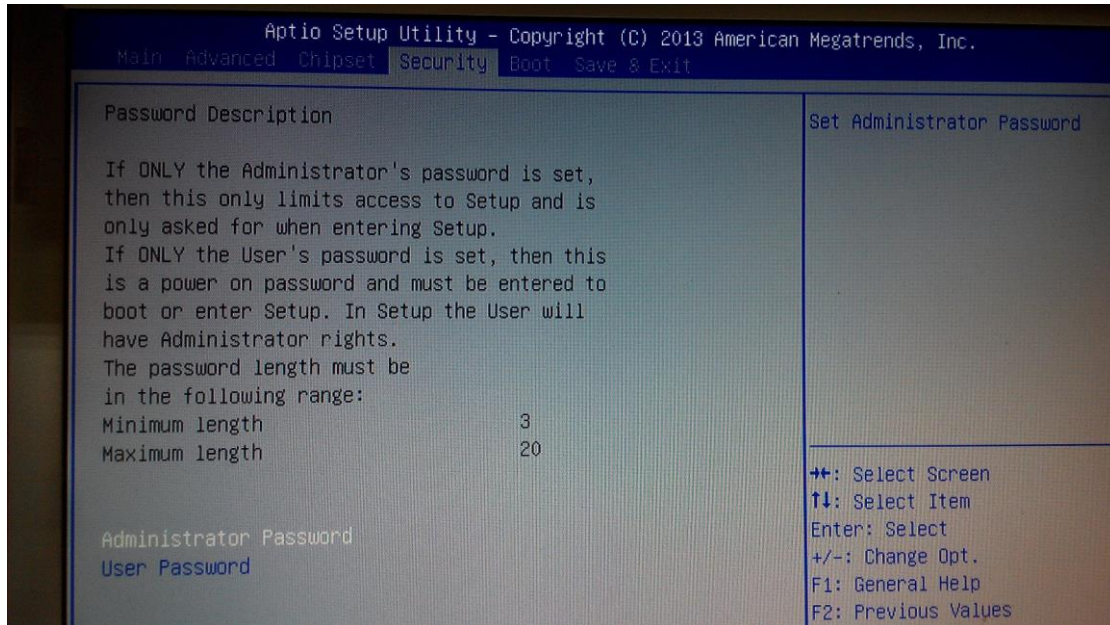 Aptio Setup Utility – Copyright (C) 2013 American Megatrends, Inc.
Main Advanced Chipset Security Boot Save & Exit
Password Description
If ONLY the Administrator's password is set,
then this only limits access to Setup and is
only asked for when entering Setup.
If ONLY the User's password is set, then this
is a power on password and must be entered to
boot or enter Setup. In Setup the User will
have Administrator rights.
The password length must be
in the following range:
Minimum length 3
Maximum length 20
Administrator Password
User Password
Set Administrator Password
→←: Select Screen
↑↓: Select Item
Enter: Select
+/-: Change Opt.
F1: General Help
F2: Previous Values